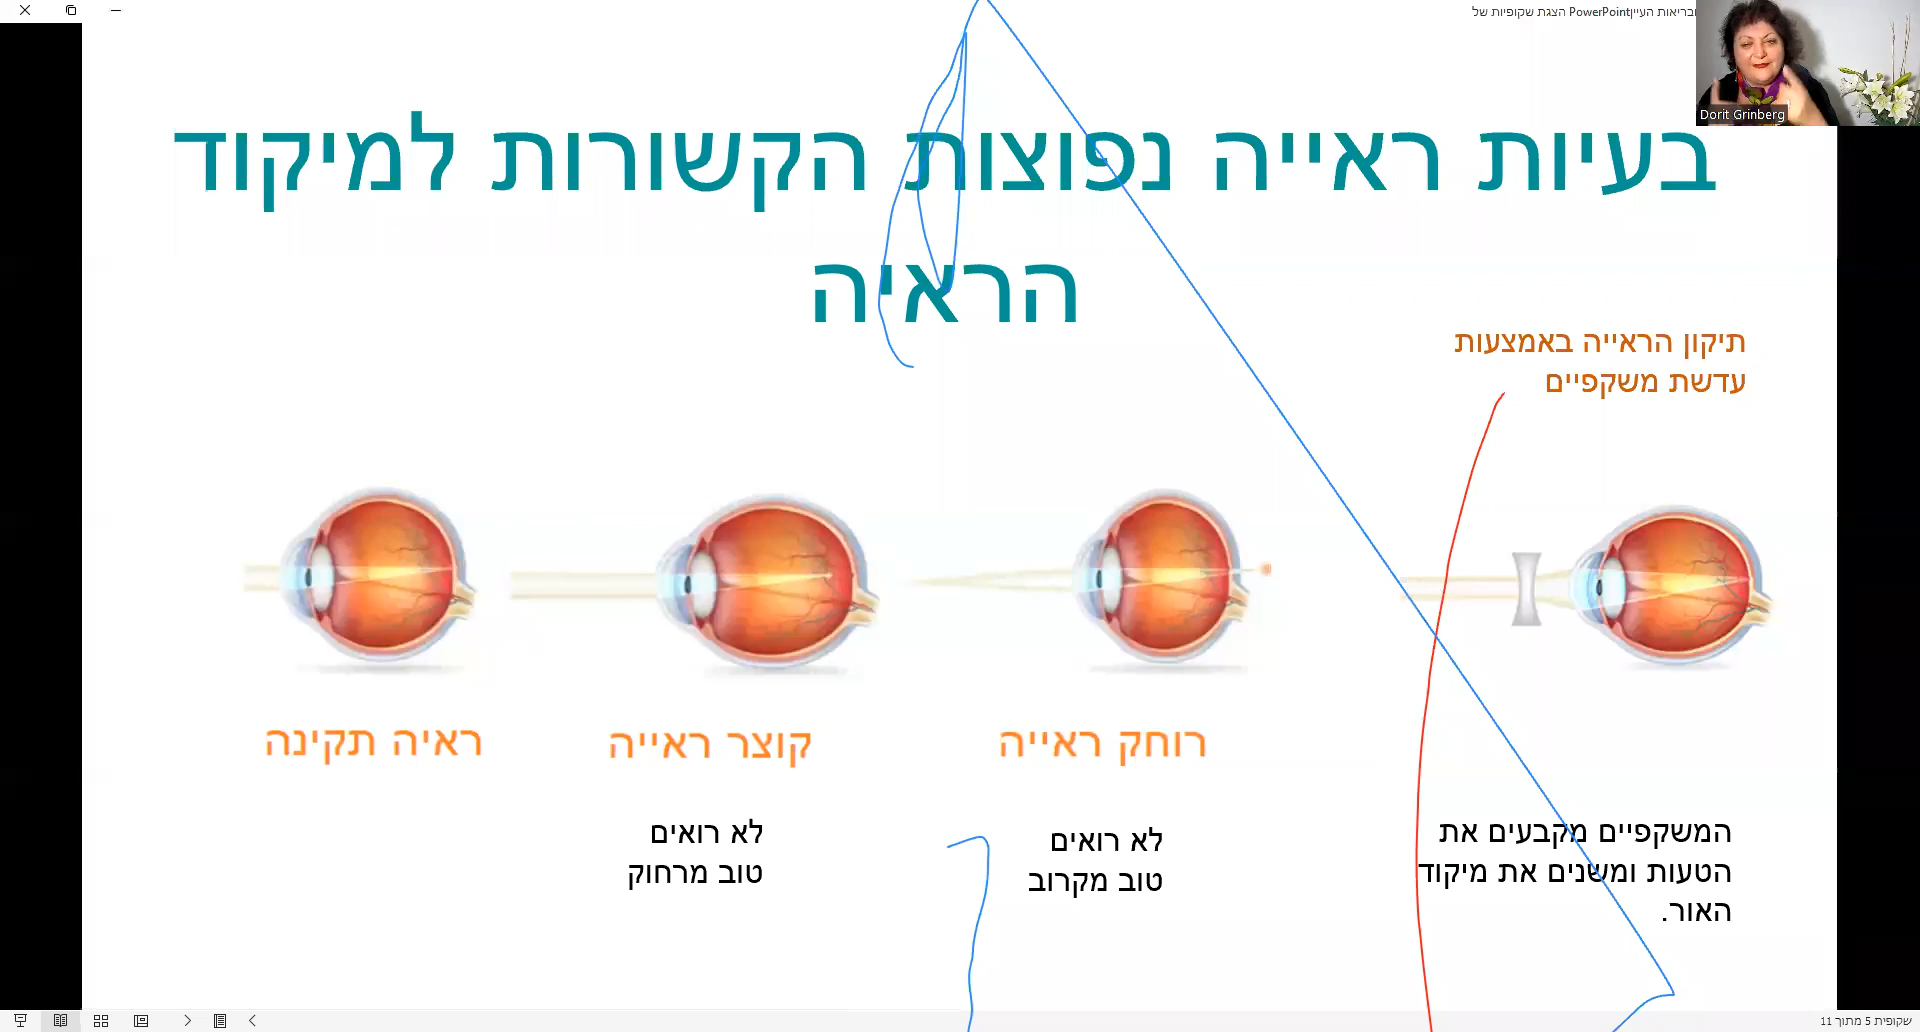 הצגת שקופיות של PowerPointובריאות העיין
Dorit Grinberg
בעיות ראייה נפוצות הקשורות למיקוד
הראיה
תיקון הראייה באמצעות
עדשת משקפיים
רוחק ראייה
קוצר ראייה
ראיה תקינה
המשקפיים מקבעים את
הטעות ומשנים את מיקוד
האור.
לא רואים
טוב מקרוב
לא רואים
טוב מרחוק
שקופית 5 מתוך 11